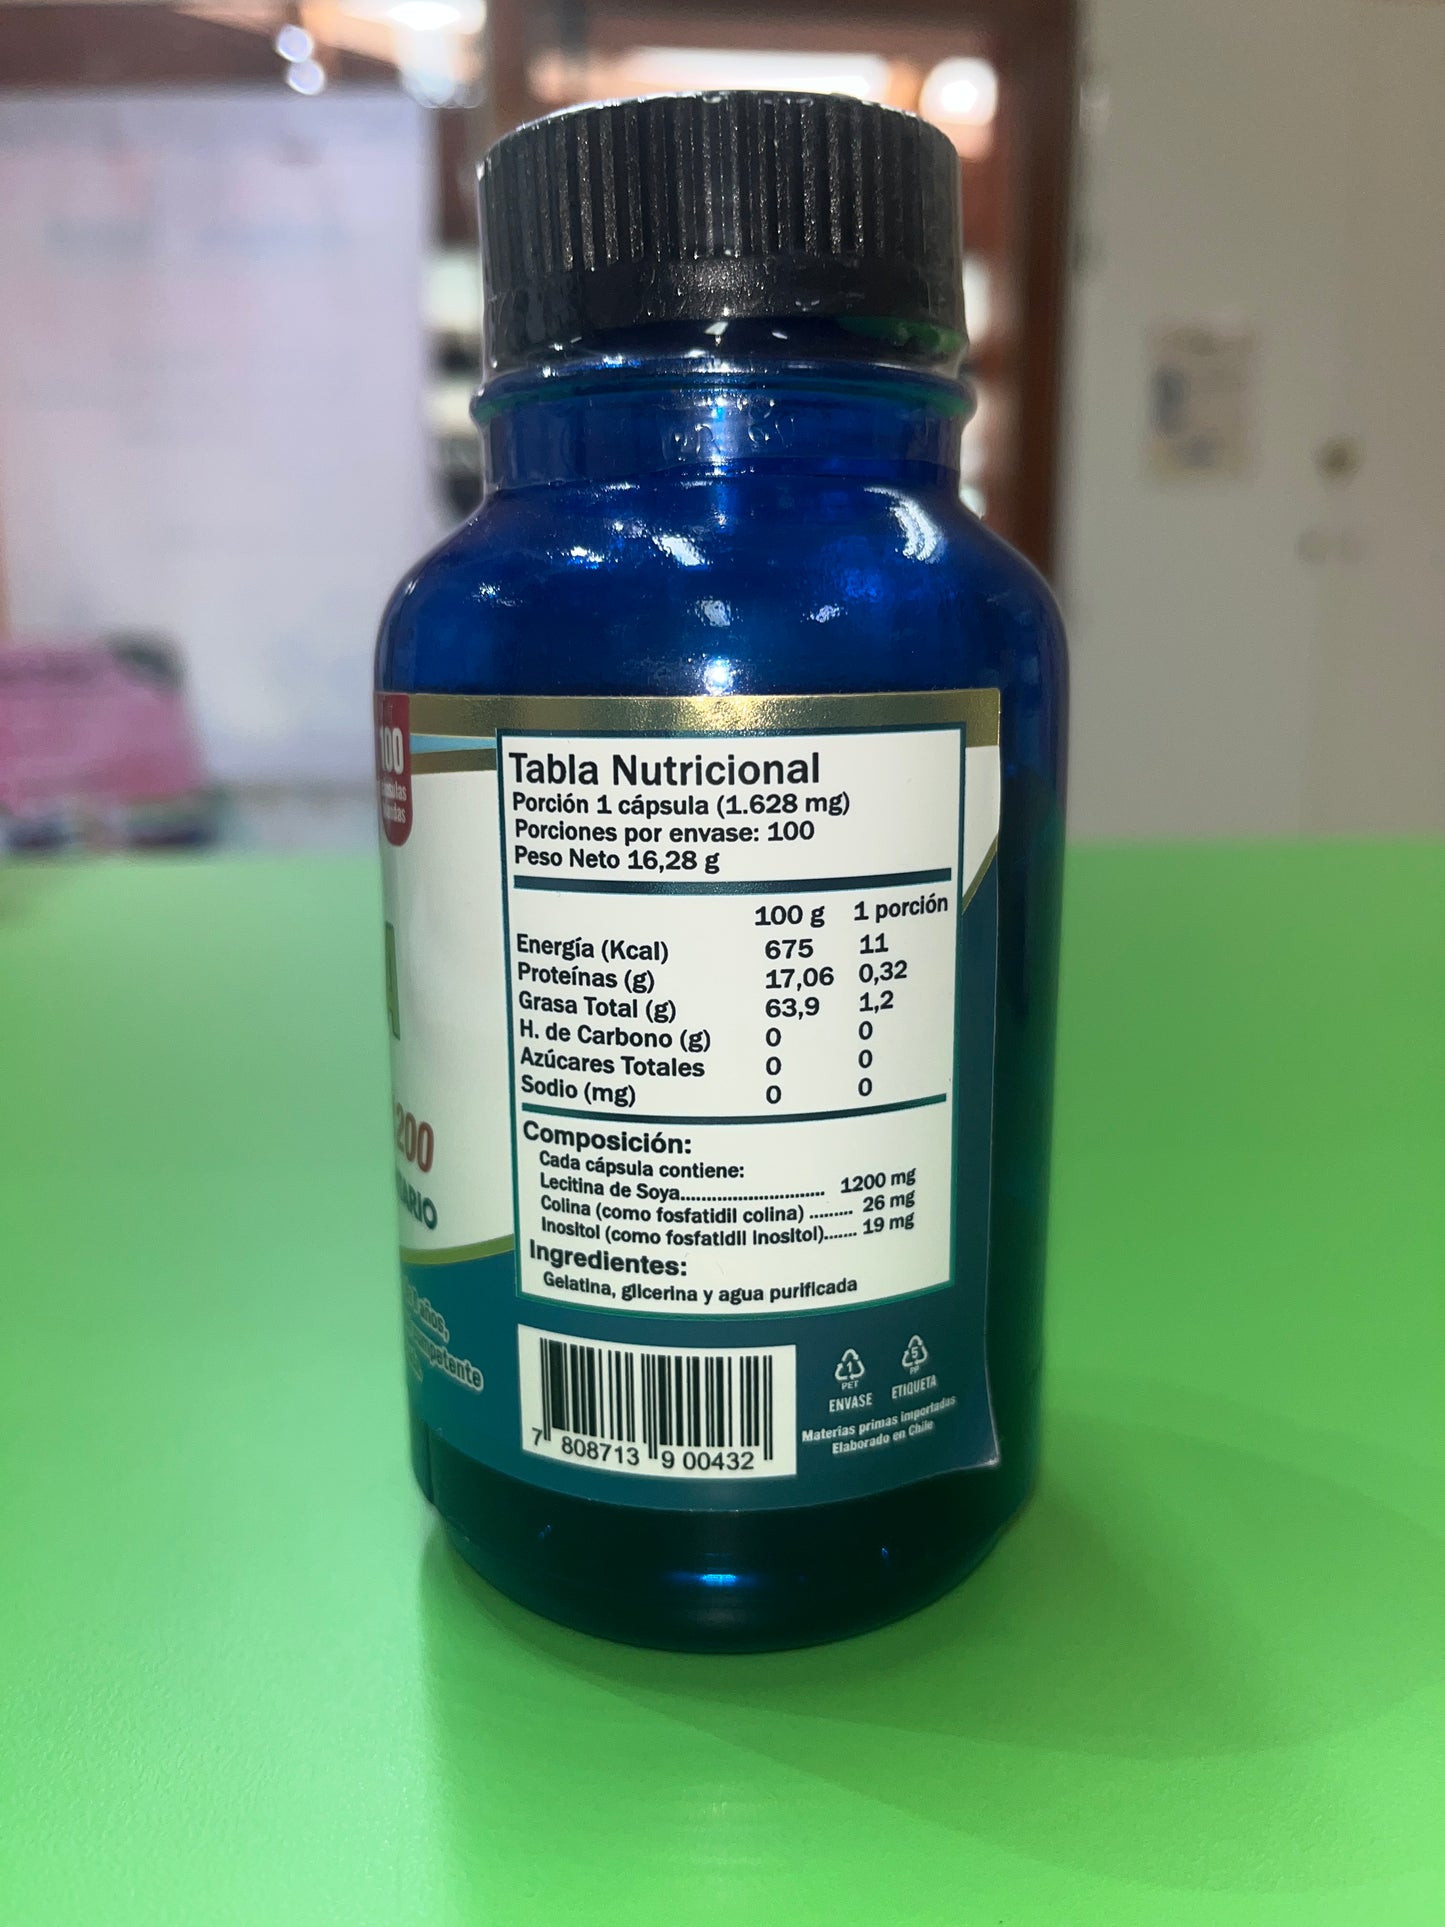 100
A
200
Tabla Nutricional
Porción 1 cápsula (1.628 mg)
Porciones por envase: 100
Peso Neto 16,28 g
100 g 1 porción
Energía (Kcal) 675 11
Proteínas (g) 17,06 0,32
Grasa Total (g) 63,9 1,2
H. de Carbono (g) 0 0
Azúcares Totales 0 0
Sodio (mg) 0 0
Composición:
Cada cápsula contiene:
Lecitina de Soya............................. 1200 mg
Colina (como fosfatidil colina) ......... 26 mg
Inositol (como fosfatidil Inositol)....... 19 mg
Ingredientes:
Gelatina, glicerina y agua purificada
años,
7 808713 900432
1
PET
ENVASE
5
PP
ETIQUETA
Materias primas importadas
Elaborado en Chile